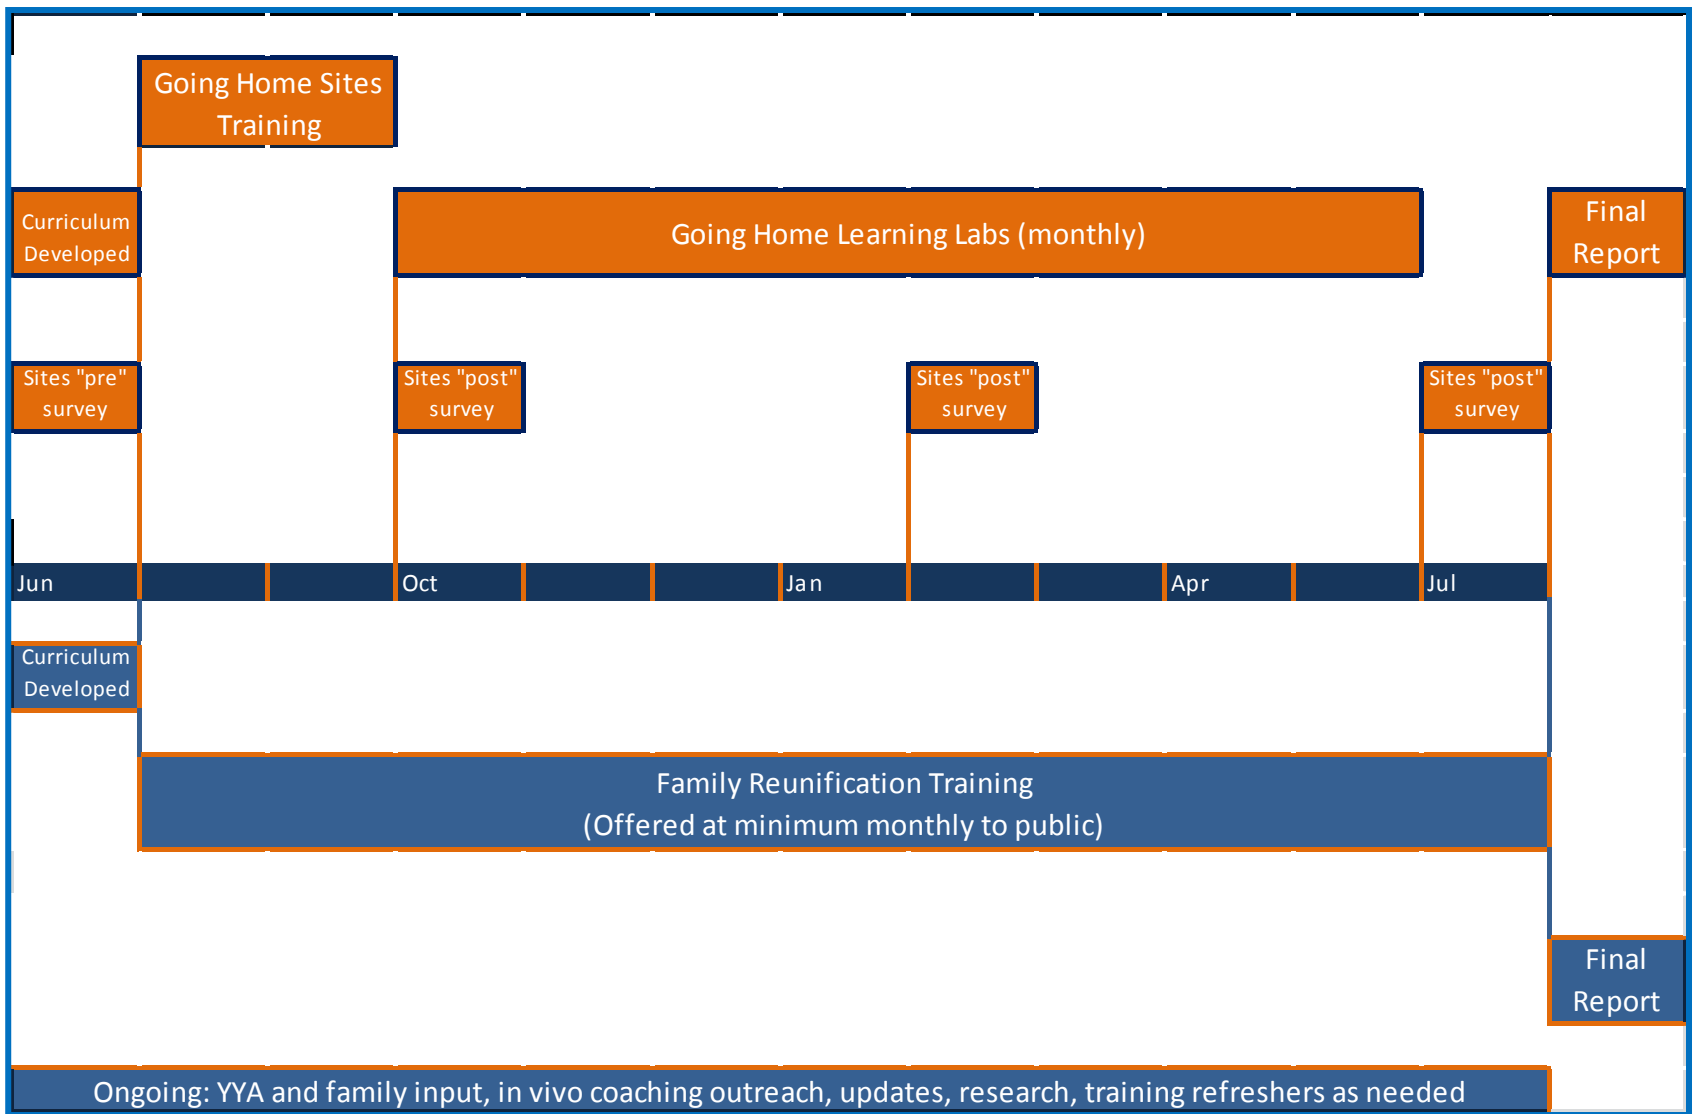 Going Home Sites
Training
Curriculum
Developed
Going Home Learning Labs (monthly)
Final
Report
Sites "pre"
survey
Sites "post"
survey
Sites "post"
survey
Sites "post"
survey
Jun
Oct
Jan
Apr
Jul
Curriculum
Developed
Family Reunification Training
(Offered at minimum monthly to public)
Final
Report
Ongoing: YYA and family input, in vivo coaching outreach, updates, research, training refreshers as needed